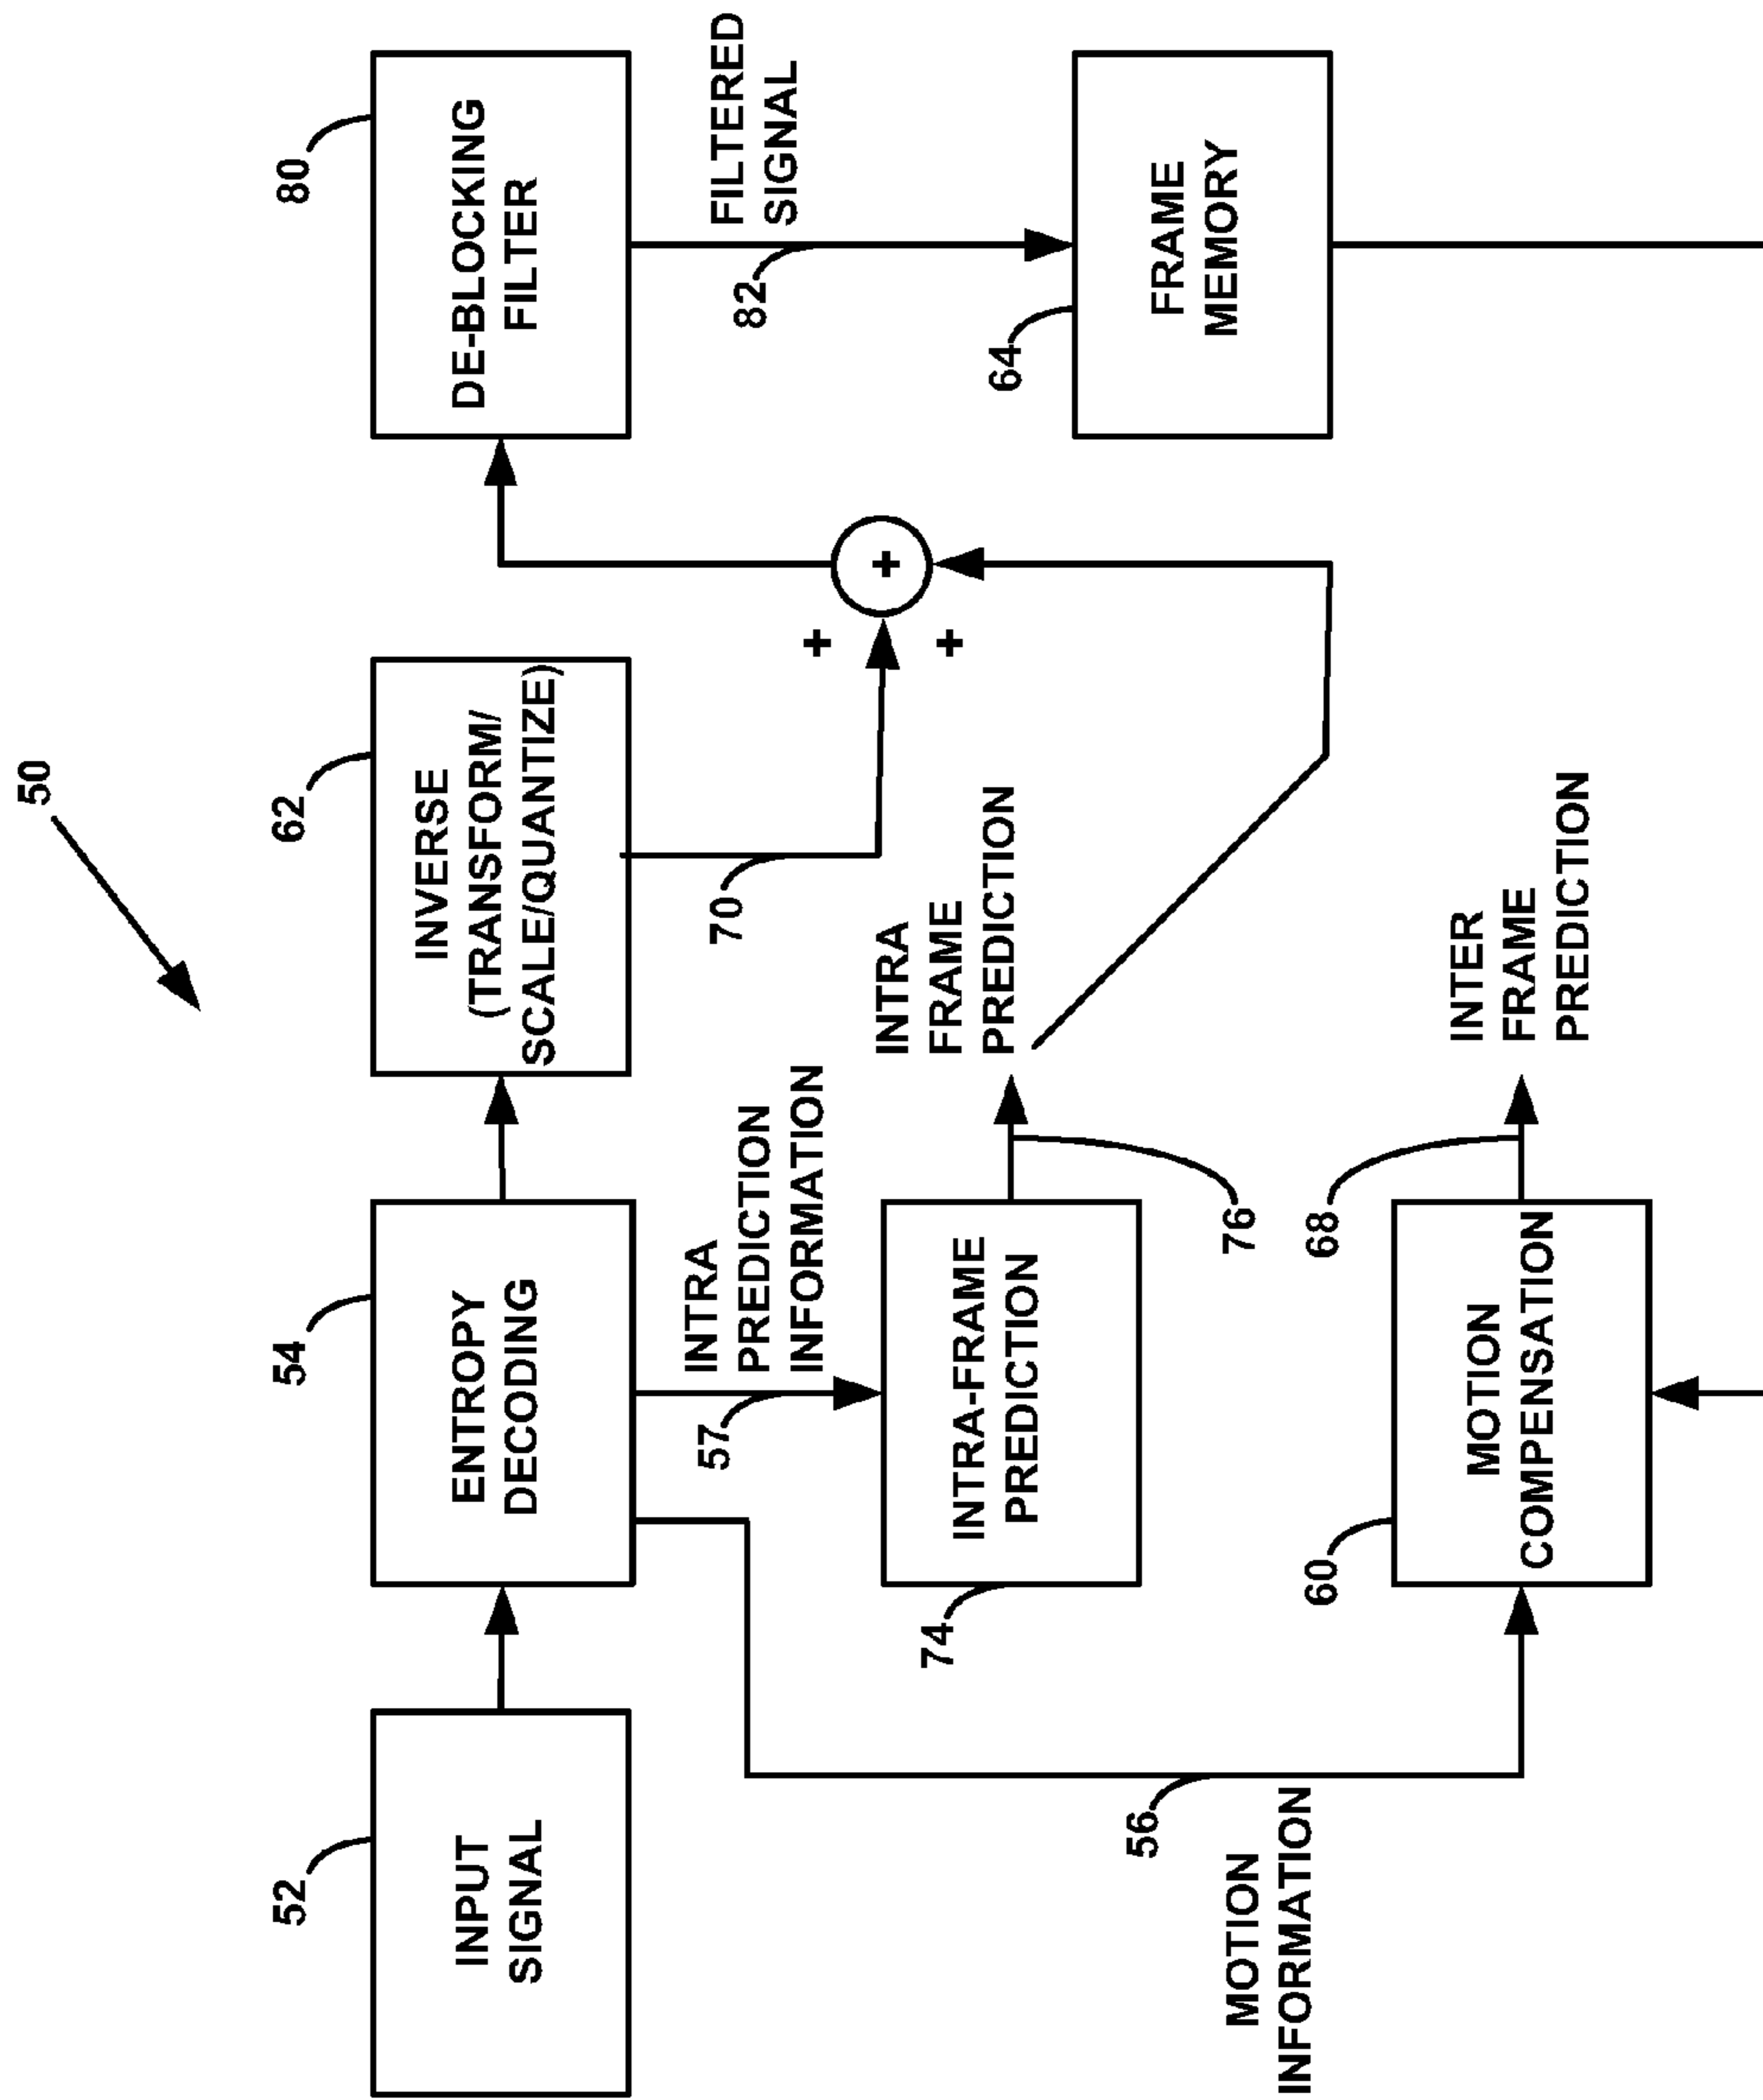 50
52
INPUT
SIGNAL
54
ENTROPY
DECODING
62
INVERSE
(TRANSFORM/
SCALE/QUANTIZE)
80
DE-BLOCKING
FILTER
57
INTRA
PREDICTION
INFORMATION
70
+
+
+
82
FILTERED
SIGNAL
74
INTRA-FRAME
PREDICTION
INTRA
FRAME
PREDICTION
76
64
FRAME
MEMORY
56
MOTION
INFORMATION
60
MOTION
COMPENSATION
68
INTER
FRAME
PREDICTION